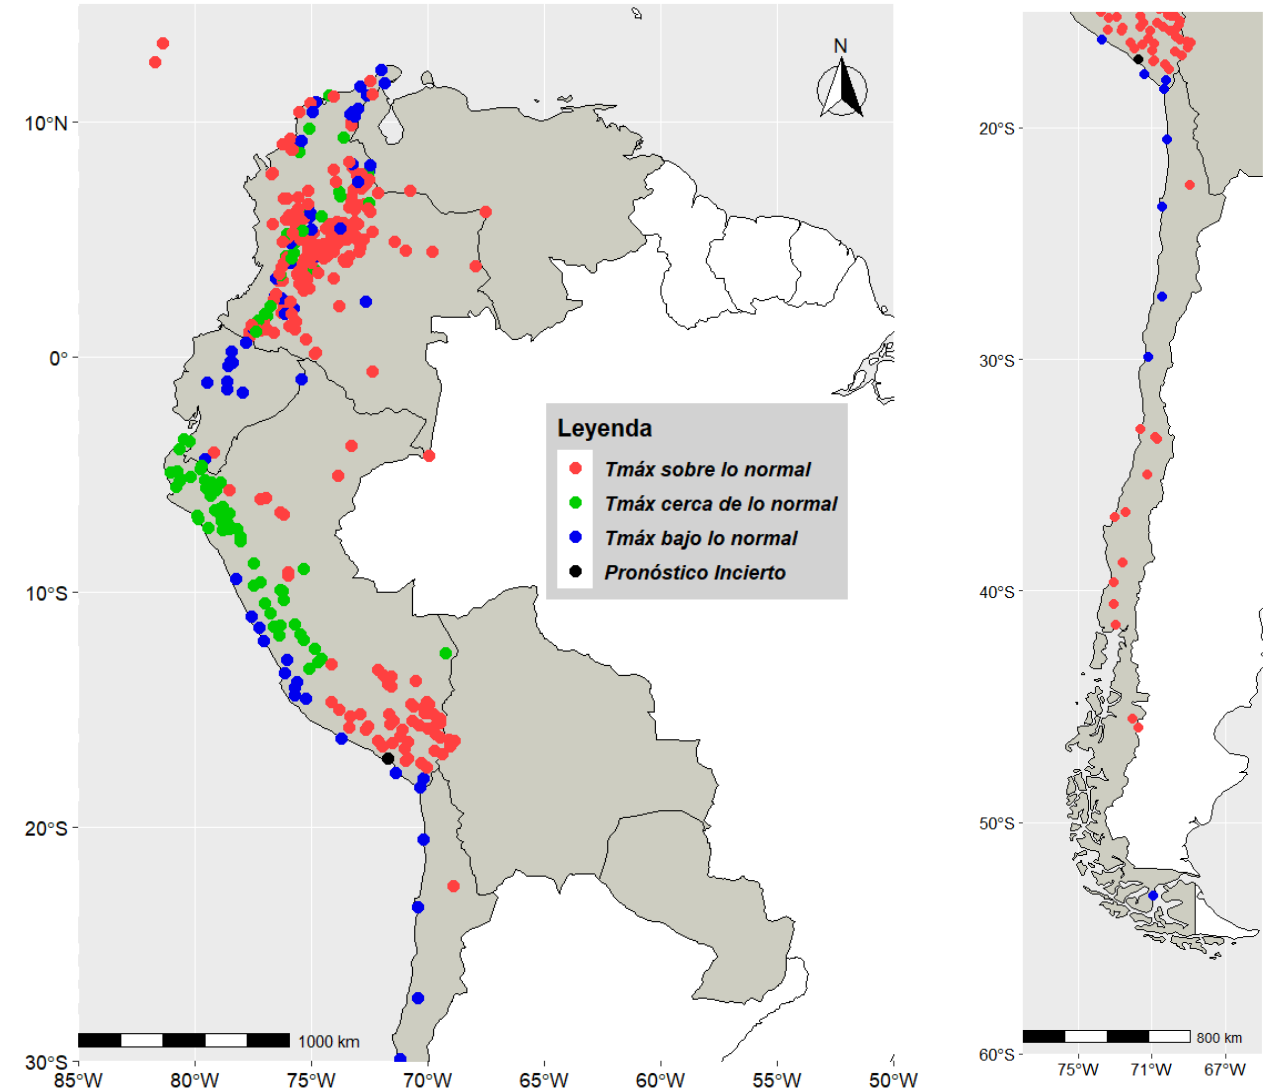 N
10°N
0°
10°S
20°S
30°S
85°W 80°W 75°W 70°W 65°W 60°W 55°W 50°W
1000 km
Leyenda
Tmáx sobre lo normal
Tmáx cerca de lo normal
Tmáx bajo lo normal
Pronóstico Incierto
20°S
30°S
40°S
50°S
60°S
75°W 71°W 67°W
800 km